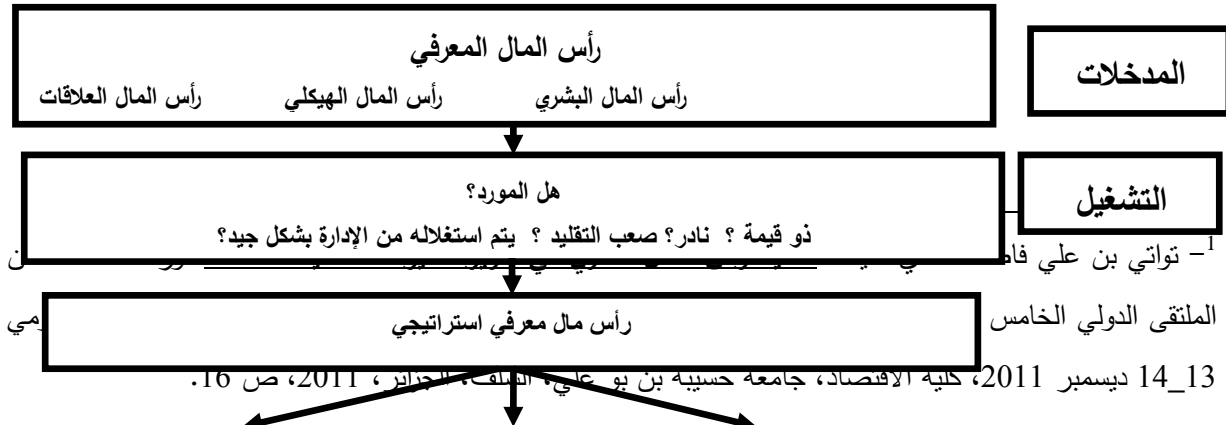 رأس المال المعرفي
المدخلات
رأس المال البشري رأس المال الهيكلي رأس المال العلاقات
هل المورد؟
التشغيل
ذو قيمة ؟ نادر؟ صعب التقليد ؟ يتم استغلاله من الإدارة بشكل جيد؟
1– تواتي بن علي
رأس مال معرفي استراتيجي
الملتقى الدولي الخامس
13_14 ديسمبر 2011، كلية الاقتصاد، جامعة حسيبة بن بو علي، الشلف، الجزائر، 2011، ص 16.